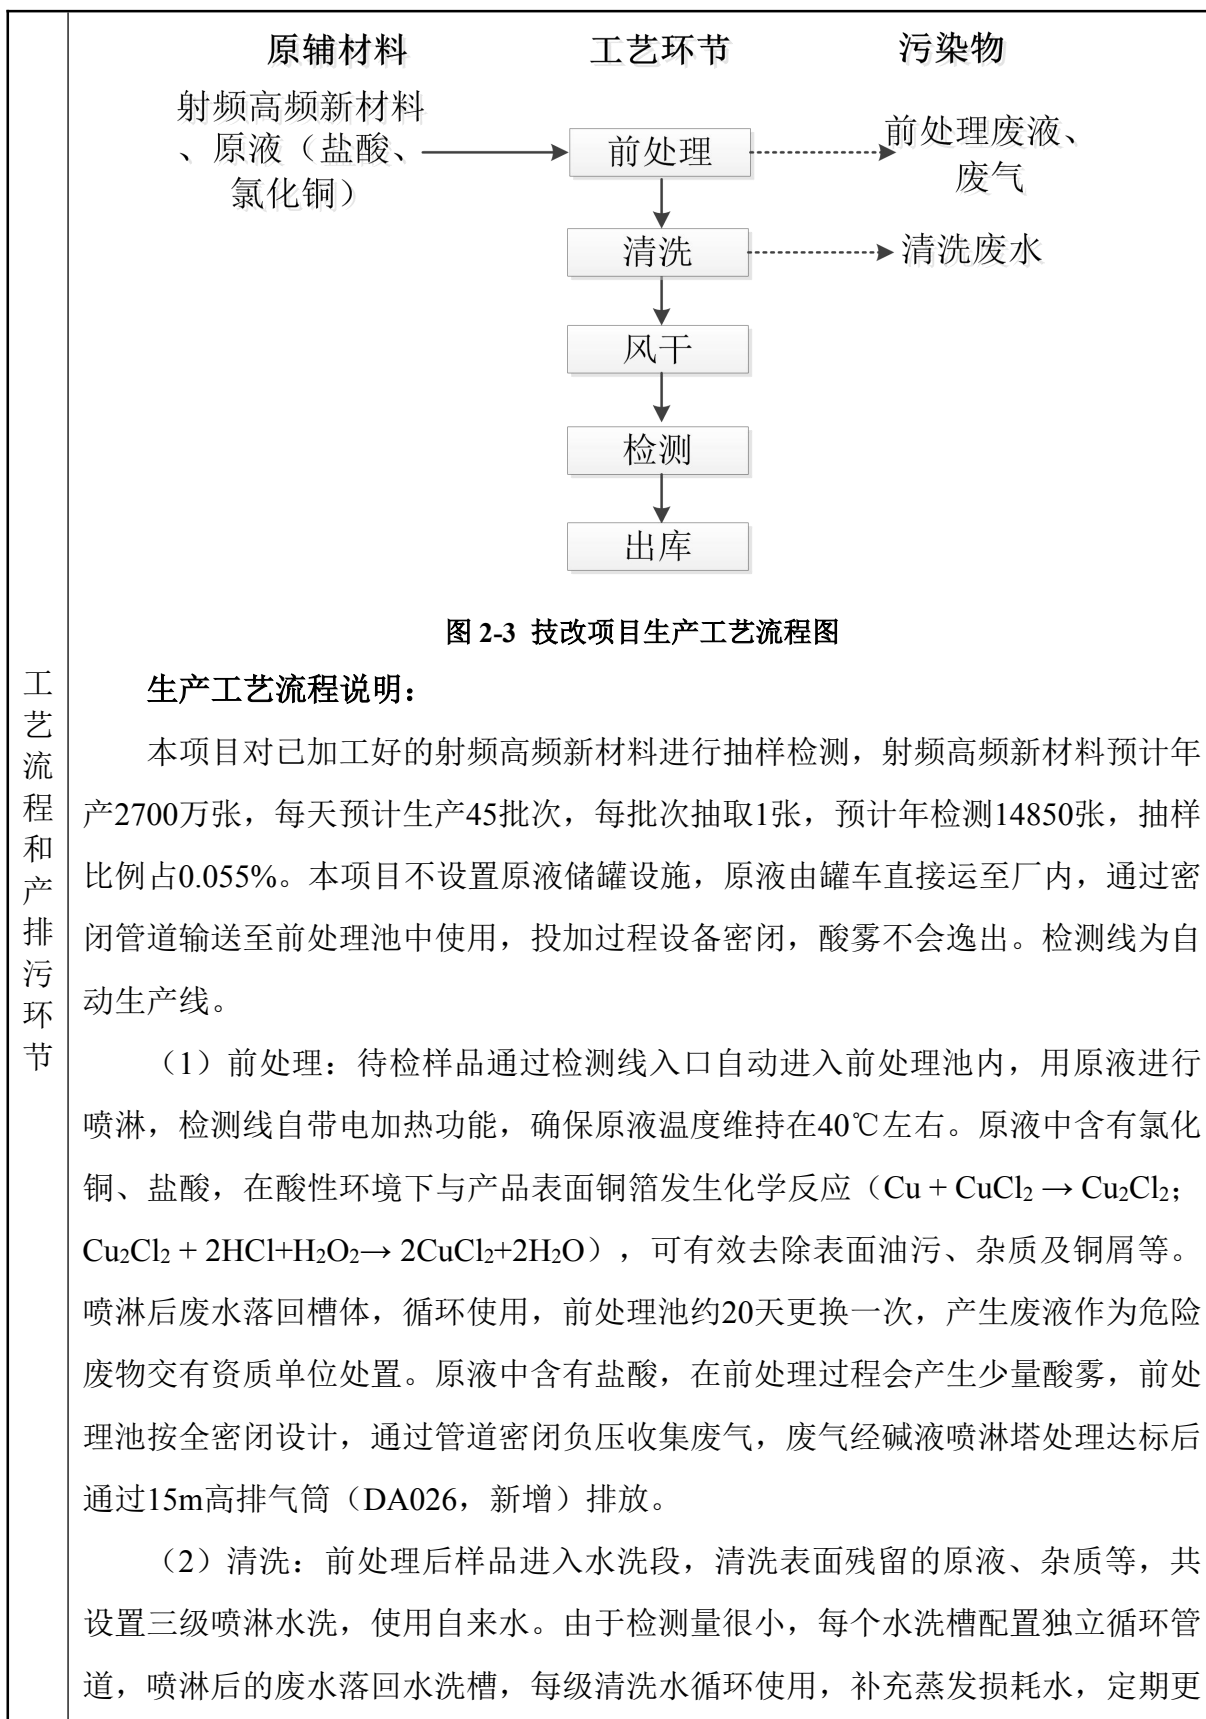 原辅材料 工艺环节 污染物
射频高频新材料
、原液（盐酸、
氯化铜）
前处理
前处理废液、
废气
清洗
清洗废水
风干
检测
出库
图 2-3 技改项目生产工艺流程图
工艺流程和产排污环节
生产工艺流程说明：
本项目对已加工好的射频高频新材料进行抽样检测，射频高频新材料预计年
产2700万张，每天预计生产45批次，每批次抽取1张，预计年检测14850张，抽样
比例占0.055%。本项目不设置原液储罐设施，原液由罐车直接运至厂内，通过密
闭管道输送至前处理池中使用，投加过程设备密闭，酸雾不会逸出。检测线为自
动生产线。
（1）前处理：待检样品通过检测线入口自动进入前处理池内，用原液进行
喷淋，检测线自带电加热功能，确保原液温度维持在40℃左右。原液中含有氯化
铜、盐酸，在酸性环境下与产品表面铜箔发生化学反应（Cu + CuCl₂ → Cu₂Cl₂；
Cu₂Cl₂ + 2HCl+H₂O₂→ 2CuCl₂+2H₂O），可有效去除表面油污、杂质及铜屑等。
喷淋后废水落回槽体，循环使用，前处理池约20天更换一次，产生废液作为危险
废物交有资质单位处置。原液中含有盐酸，在前处理过程会产生少量酸雾，前处
理池按全密闭设计，通过管道密闭负压收集废气，废气经碱液喷淋塔处理达标后
通过15m高排气筒（DA026，新增）排放。
（2）清洗：前处理后样品进入水洗段，清洗表面残留的原液、杂质等，共
设置三级喷淋水洗，使用自来水。由于检测量很小，每个水洗槽配置独立循环管
道，喷淋后的废水落回水洗槽，每级清洗水循环使用，补充蒸发损耗水，定期更